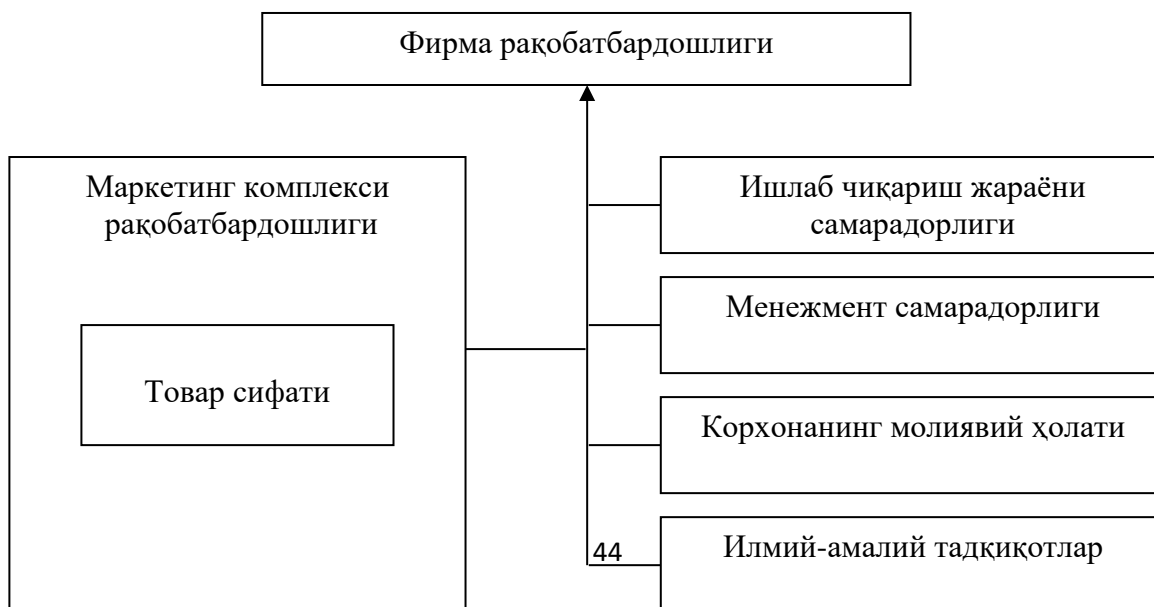 Фирма рақобатбардошлиги
Маркетинг комплекси
рақобатбардошлиги
Товар сифати
Ишлаб чиқариш жараёни
самарадорлиги
Менежмент самарадорлиги
Корхонанинг молиявий ҳолати
Илмий-амалий тадқиқотлар
44